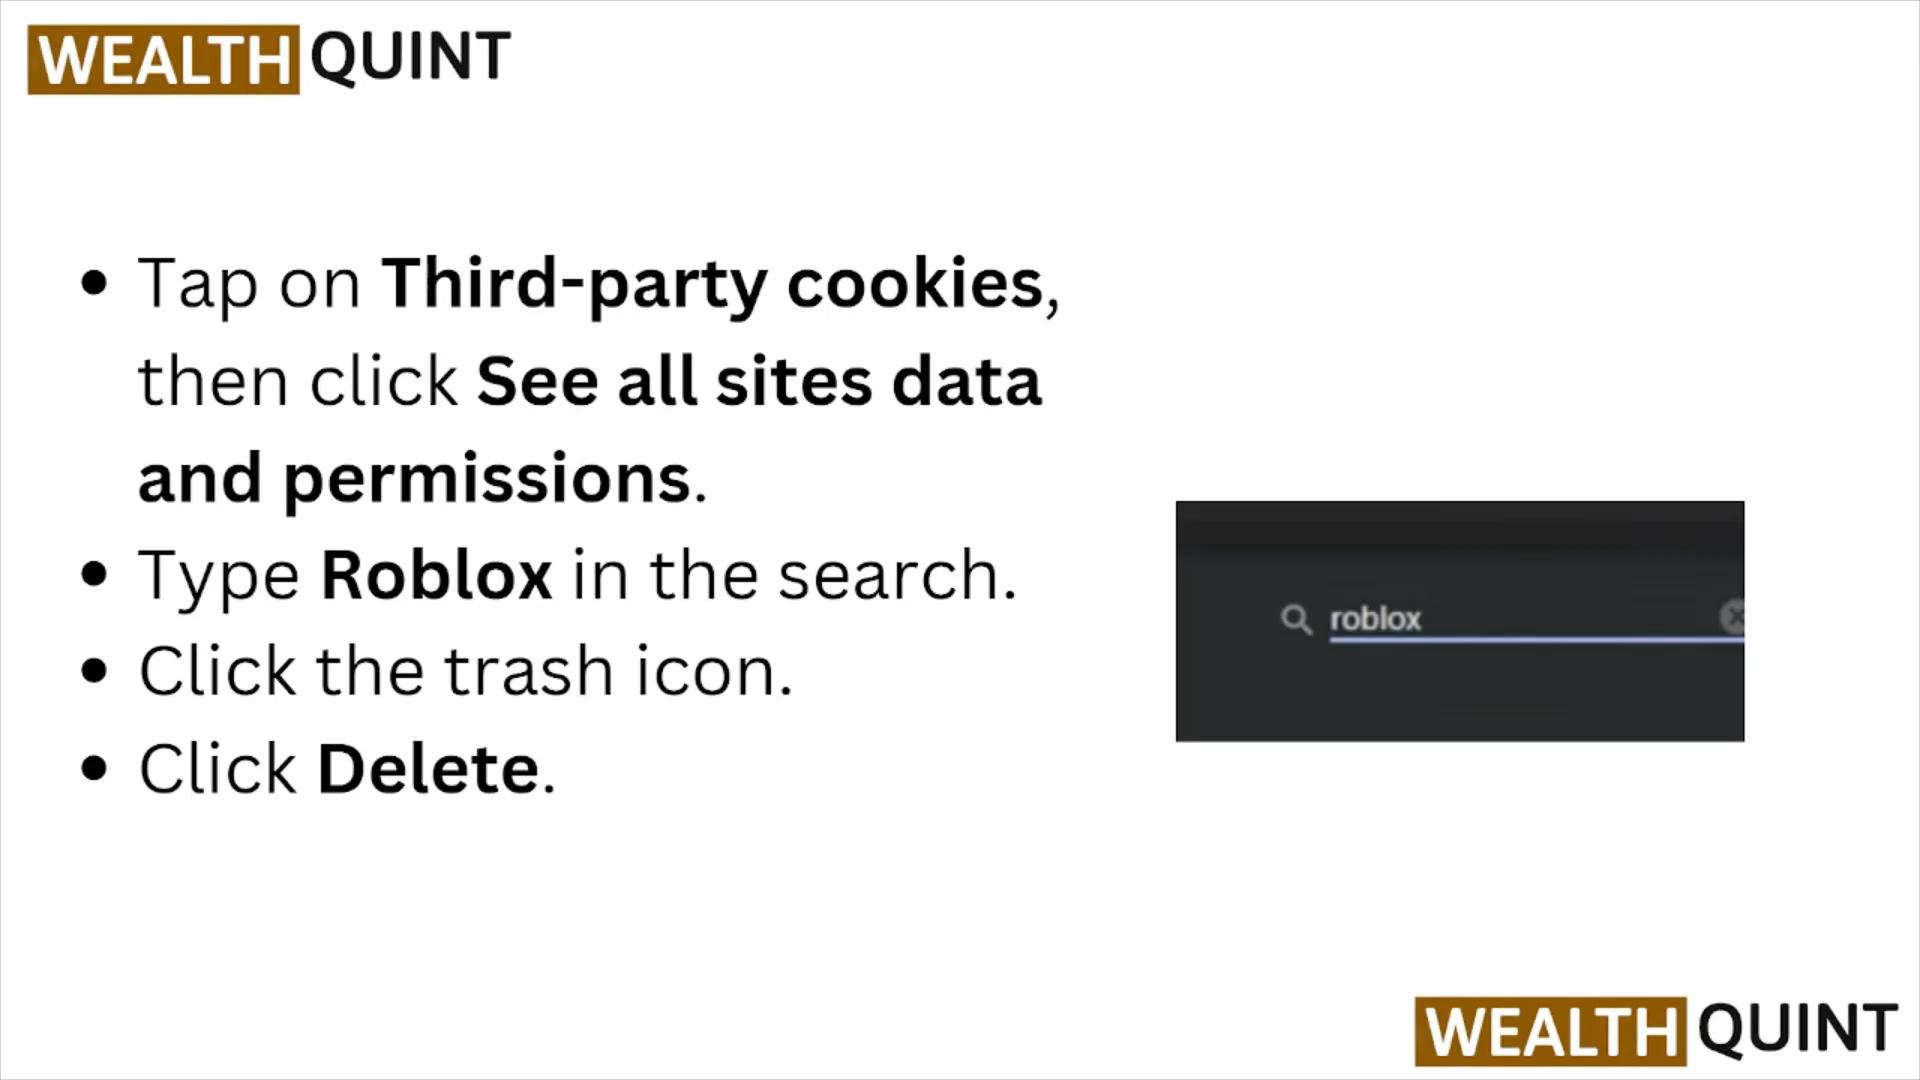 WEALTH QUINT
• Tap on Third-party cookies,
then click See all sites data
and permissions.
• Type Roblox in the search.
• Click the trash icon.
• Click Delete.
roblox
WEALTH QUINT